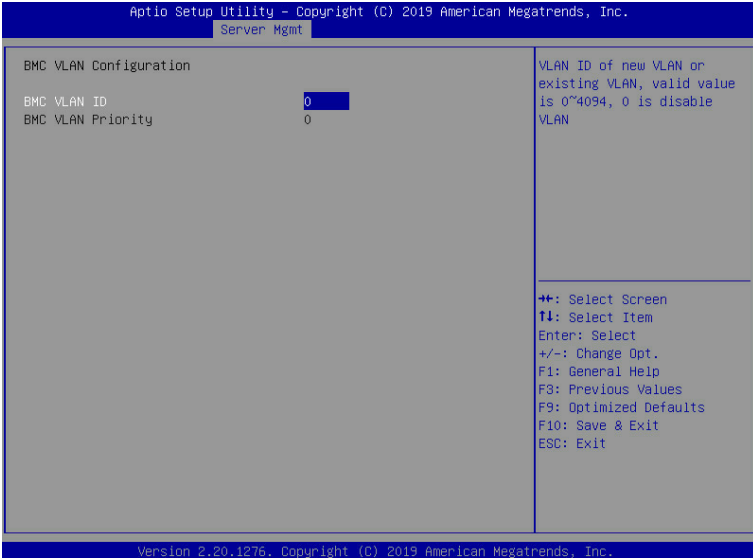 Aptio Setup Utility – Copyright (C) 2019 American Megatrends, Inc.
Server Mgmt
BMC VLAN Configuration
BMC VLAN ID 0
BMC VLAN Priority 0
VLAN ID of new VLAN or
existing VLAN, valid value
is 0~4094, 0 is disable
VLAN
→←: Select Screen
↑↓: Select Item
Enter: Select
+/-: Change Opt.
F1: General Help
F3: Previous Values
F9: Optimized Defaults
F10: Save & Exit
ESC: Exit
Version 2.20.1276. Copyright (C) 2019 American Megatrends, Inc.